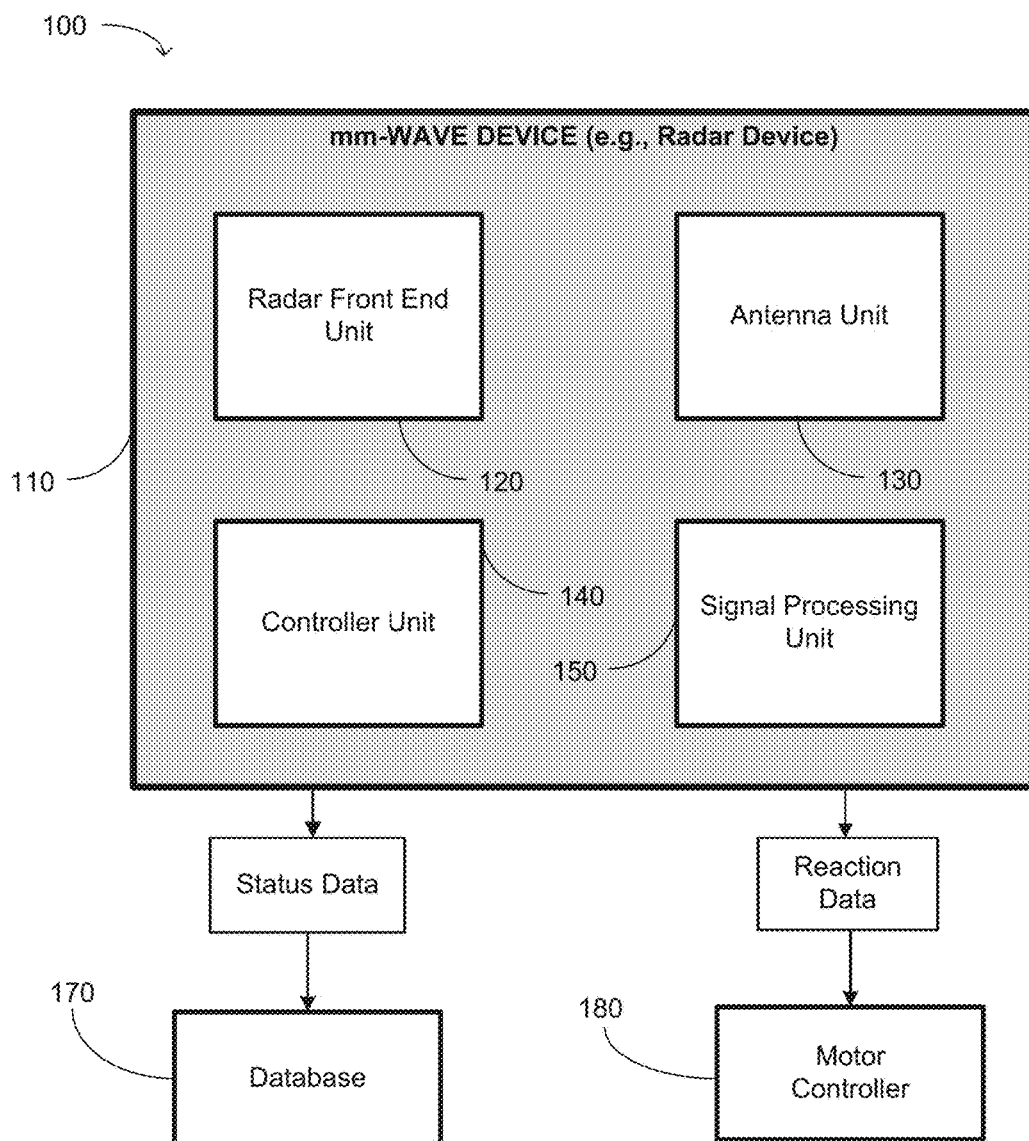 100
mm-WAVE DEVICE (e.g., Radar Device)
Radar Front End
Unit
Antenna Unit
110
120
130
Controller Unit
140
Signal Processing
Unit
150
Status Data
Reaction
Data
170
Database
180
Motor
Controller